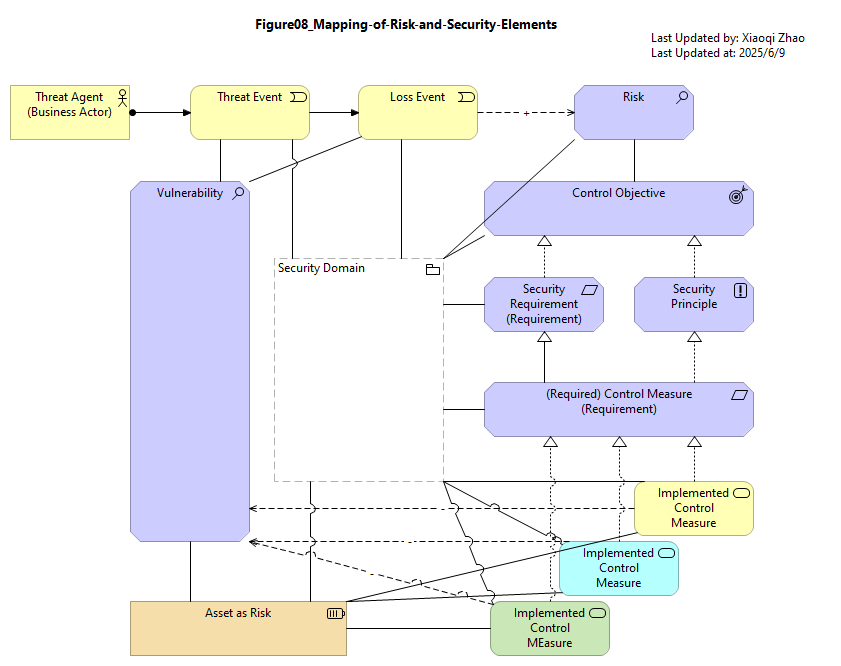 Figure08_Mapping-of-Risk-and-Security-Elements
Last Updated by: Xiaoqi Zhao
Last Updated at: 2025/6/9
Threat Agent
(Business Actor)
Threat Event
Loss Event
+
Risk
Vulnerability
Control Objective
Security Domain
Security
Requirement
(Requirement)
Security
Principle
(Required) Control Measure
(Requirement)
Implemented
Control
Measure
-
Implemented
Control
Measure
-
Asset as Risk
-
Implemented
Control
MEasure